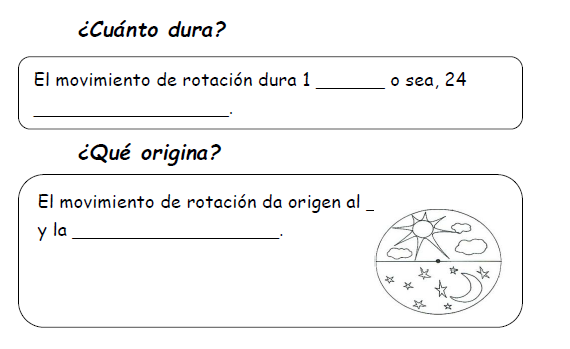 ¿Cuánto dura?
El movimiento de rotación dura 1 _______ o sea, 24
____________________.
¿Qué origina?
El movimiento de rotación da origen al _
y la _____________________.